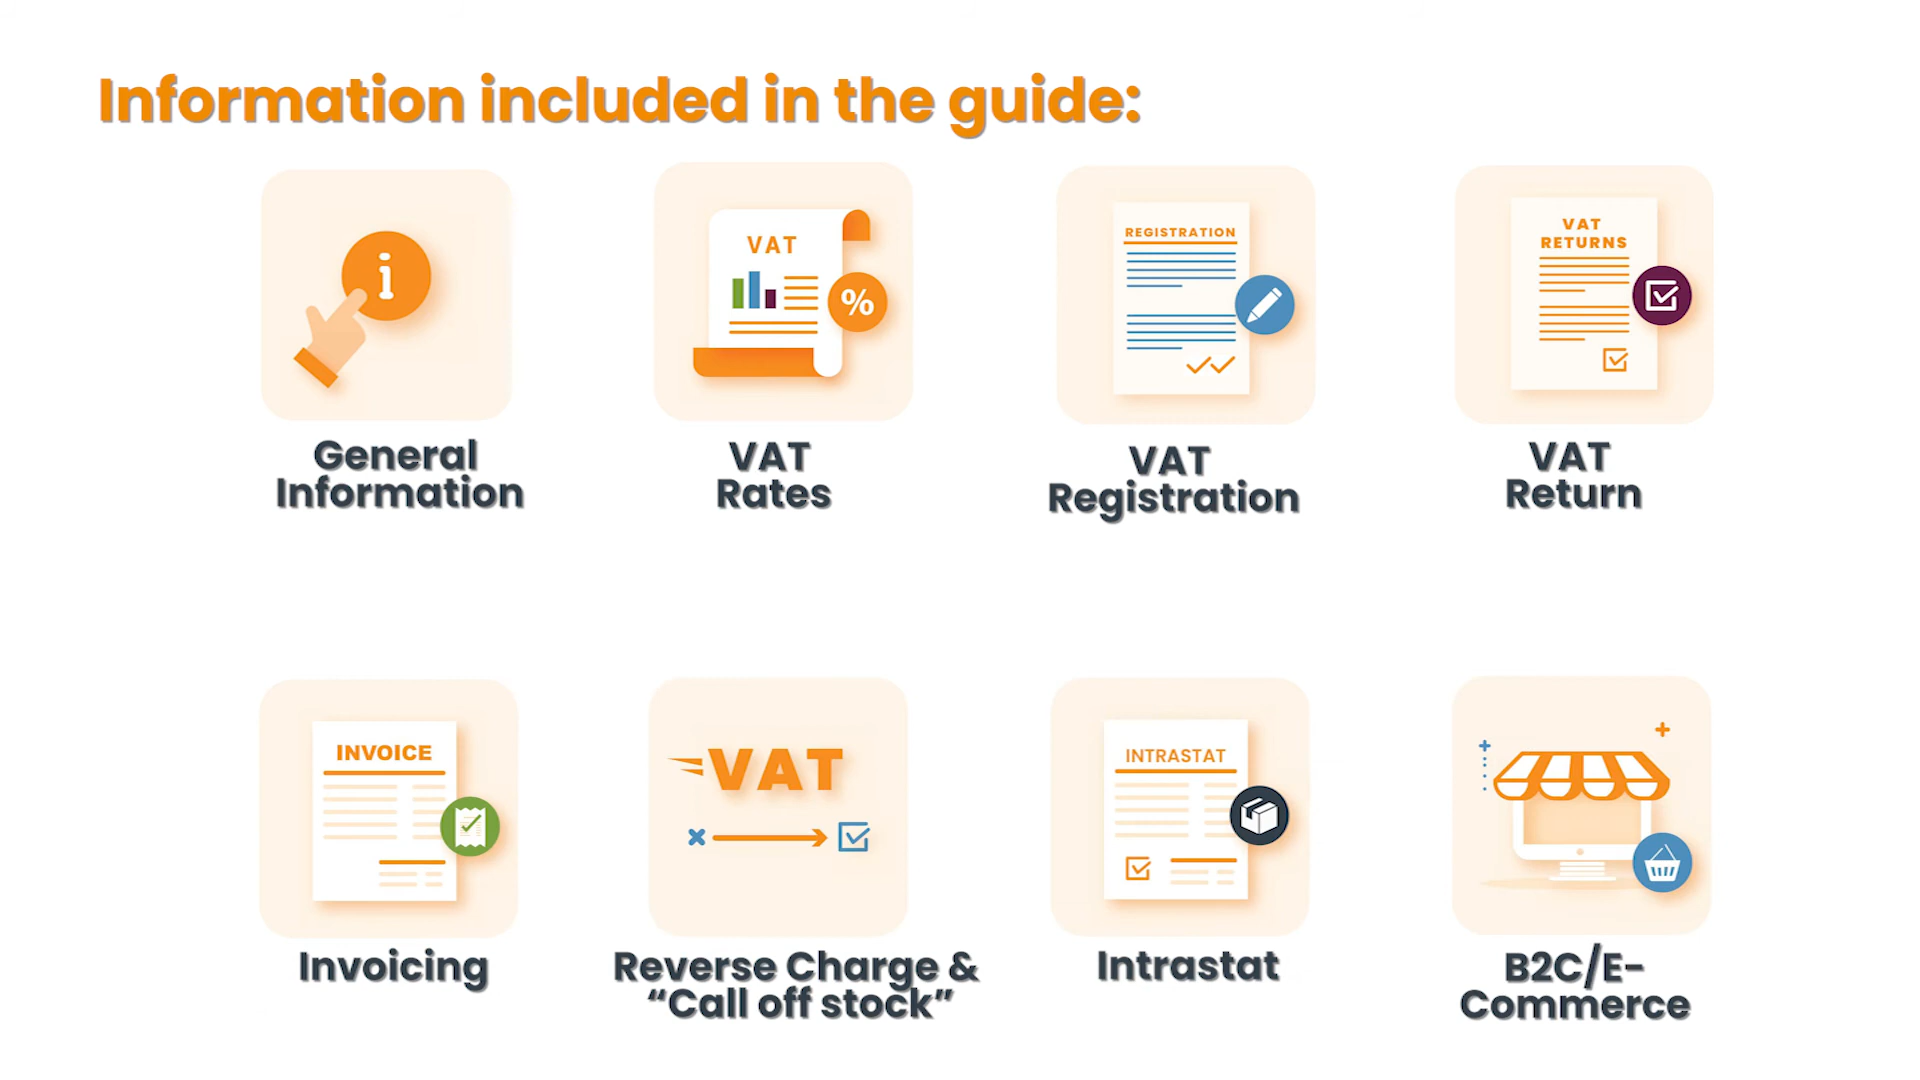 Information included in the guide:
i
VAT
%
REGISTRATION
VAT
RETURNS
General
Information
VAT
Rates
VAT
Registration
VAT
Return
INVOICE
VAT
INTRASTAT
Invoicing
Reverse Charge &
“Call off stock”
Intrastat
B2C/E-
Commerce